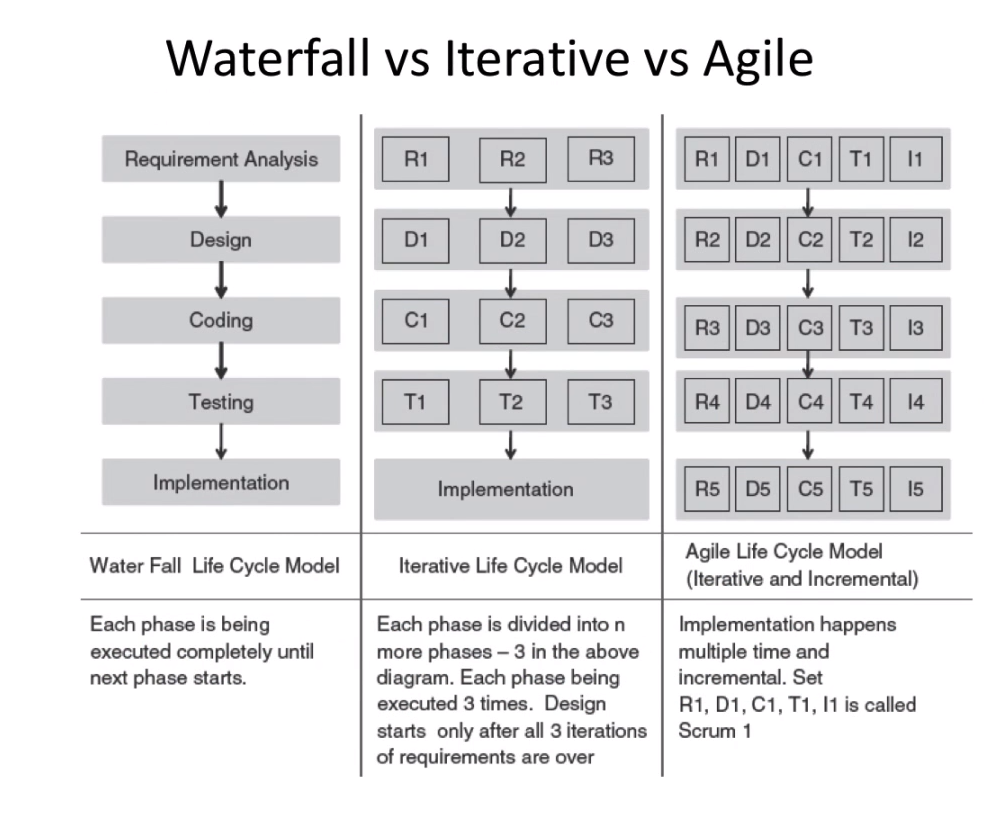 Waterfall vs Iterative vs Agile
Requirement Analysis
Design
Coding
Testing
Implementation
R1 R2 R3
D1 D2 D3
C1 C2 C3
T1 T2 T3
Implementation
R1 D1 C1 T1 I1
R2 D2 C2 T2 I2
R3 D3 C3 T3 I3
R4 D4 C4 T4 I4
R5 D5 C5 T5 I5
Water Fall Life Cycle Model
Iterative Life Cycle Model
Agile Life Cycle Model
(Iterative and Incremental)
Each phase is being
executed completely until
next phase starts.
Each phase is divided into n
more phases – 3 in the above
diagram. Each phase being
executed 3 times. Design
starts only after all 3 iterations
of requirements are over
Implementation happens
multiple time and
incremental. Set
R1, D1, C1, T1, I1 is called
Scrum 1